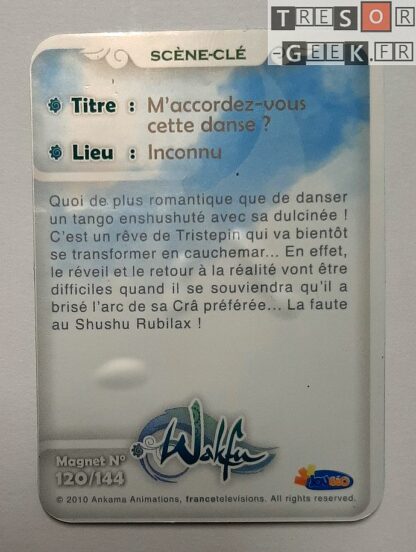 TRESOR
-GEEK.FR
SCÈNE-CLÉ
Titre : M'accordez-vous
cette danse ?
Lieu : Inconnu
Quoi de plus romantique que de danser
un tango enshushuté avec sa dulcinée !
C'est un rêve de Tristepin qui va bientôt
se transformer en cauchemar... En effet,
le réveil et le retour à la réalité vont être
difficiles quand il se souviendra qu'il a
brisé l'arc de sa Crâ préférée... La faute
au Shushu Rubilax !
Wakfu
Magnet N°
120/144
© 2010 Ankama Animations, francetelevisions. All rights reserved.